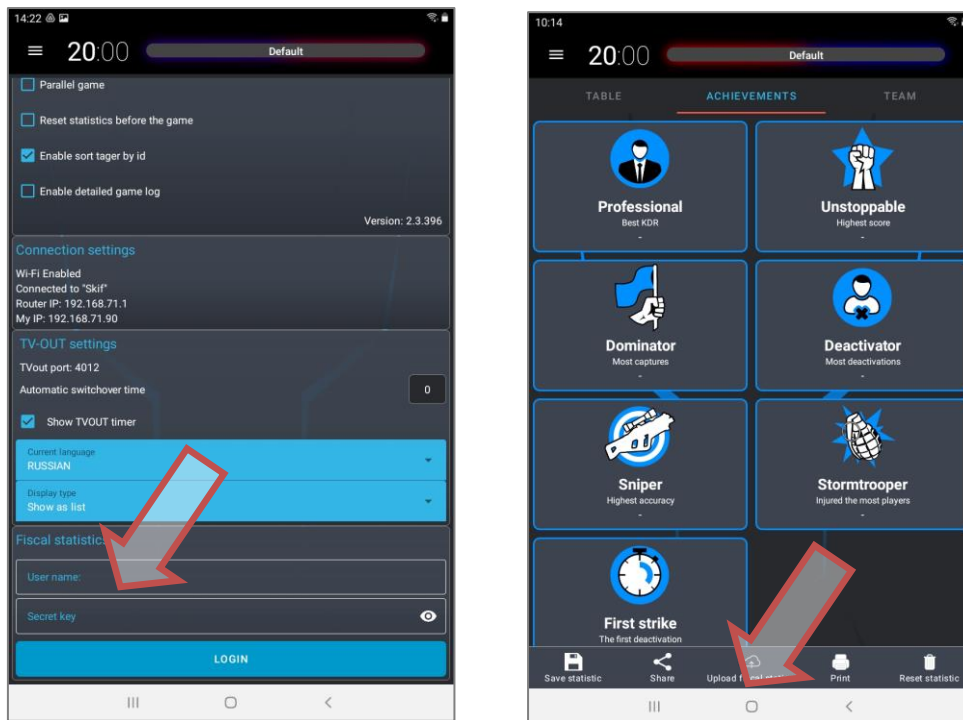 14:22
20:00
Default
Parallel game
Reset statistics before the game
Enable sort tager by id
Enable detailed game log
Version: 2.3.396
Connection settings
Wi-Fi Enabled
Connected to "Skif"
Router IP: 192.168.71.1
My IP: 192.168.71.90
TV-OUT settings
TVout port: 4012
Automatic switchover time
0
Show TVOUT timer
Current language
RUSSIAN
Display type
Show as list
Fiscal statistics
User name:
Secret key
LOGIN
10:14
20:00
Default
TABLE ACHIEVEMENTS TEAM
Professional
Best KDR
-
Unstoppable
Highest score
-
Dominator
Most captures
-
Deactivator
Most deactivations
-
Sniper
Highest accuracy
-
Stormtrooper
Injured the most players
-
First strike
The first deactivation
Save statistic Share Upload fiscal statistic Print Reset statistic